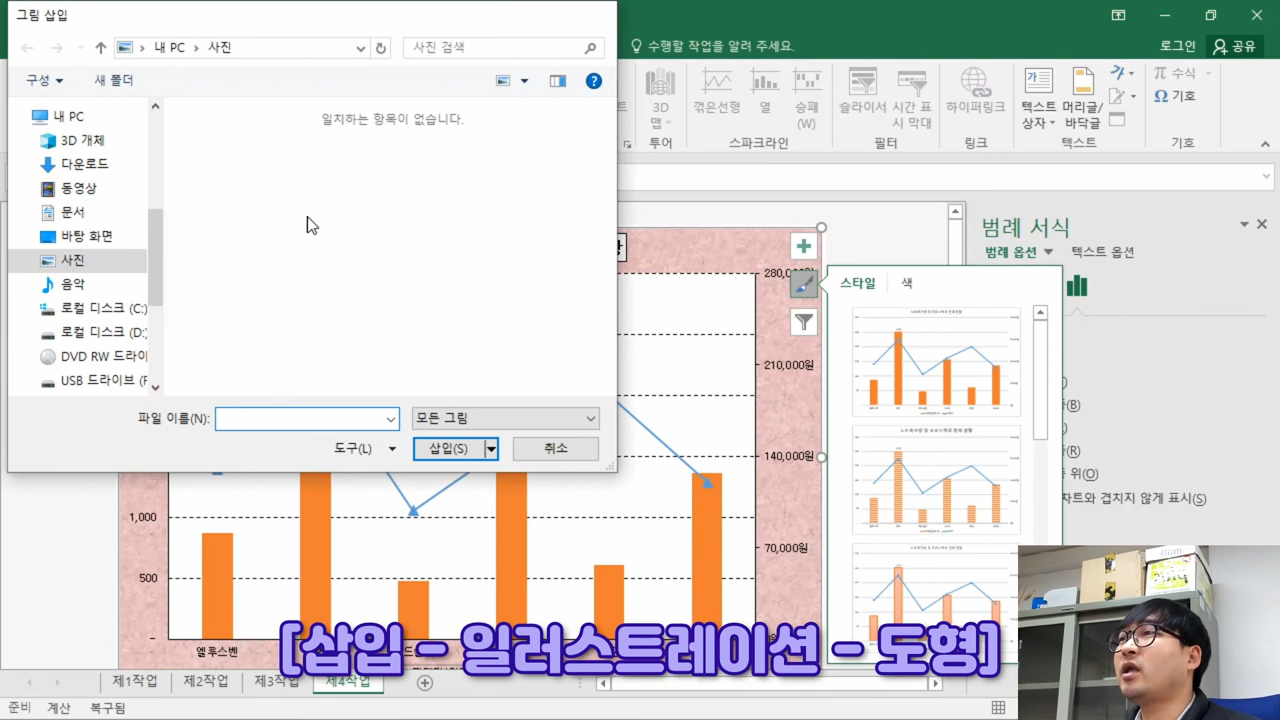 그림 삽입
내 PC
사진
사진 검색
수행할 작업을 알려 주세요.
로그인
공유
구성
새 폴더
3D
맵
꺾은선형
열
승패
(W)
슬라이서
시간 표
시 막대
하이퍼링크
텍스트
상자
머리글/
바닥글
수식
기호
투어
스파크라인
필터
링크
텍스트
기호
내 PC
3D 개체
다운로드
동영상
문서
바탕 화면
사진
음악
로컬 디스크 (C:)
로컬 디스크 (D:)
DVD RW 드라이
USB 드라이브
일치하는 항목이 없습니다.
파일 이름(N):
모든 그림
도구(L)
삽입(S)
취소
범례 서식
범례 옵션
텍스트 옵션
스타일
색
(B)
(R)
위(O)
차트와 겹치지 않게 표시(S)
210,000원
140,000원
70,000원
1,000
500
엘루스벤
[삽입 - 일러스트레이션 - 도형]
제1작업
제2작업
제3작업
제4작업
준비
계산
복구됨